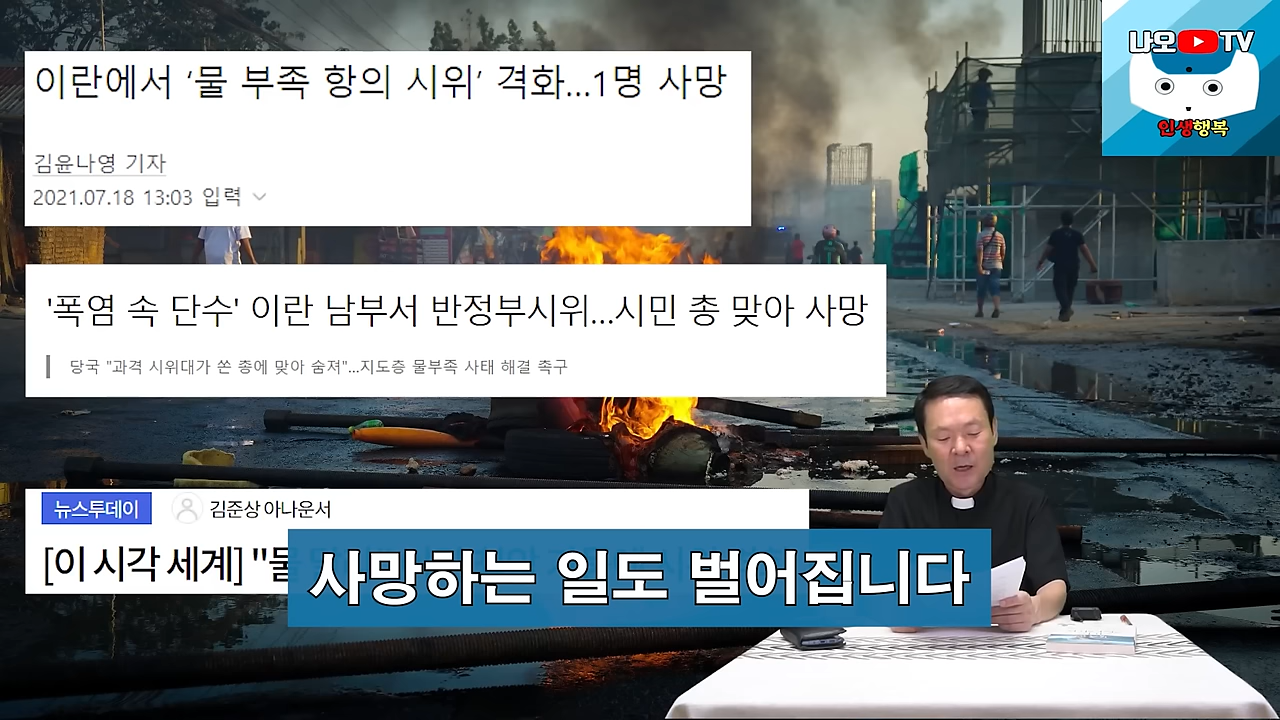 이란에서 ‘물 부족 항의 시위’ 격화...1명 사망
김윤나영 기자
2021.07.18 13:03 입력
'폭염 속 단수' 이란 남부서 반정부시위...시민 총 맞아 사망
당국 "과격 시위대가 쏜 총에 맞아 숨져"...지도층 물부족 사태 해결 촉구
뉴스투데이 김준상 아나운서
[이 시각 세계] "물
사망하는 일도 벌어집니다
나오 TV
인생행복